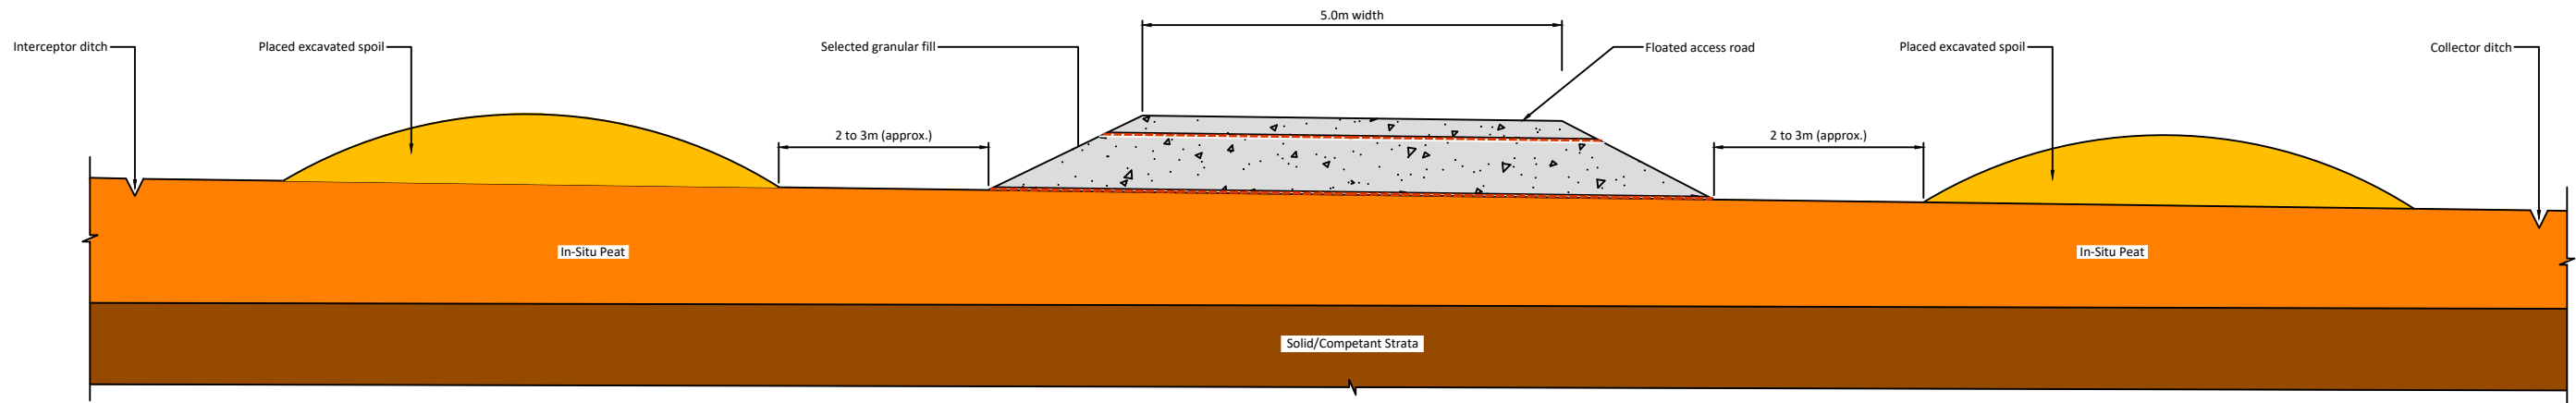 5.0m width
Interceptor ditch
Placed excavated spoil
Selected granular fill
Floated access road
Placed excavated spoil
Collector ditch
2 to 3m (approx.)
2 to 3m (approx.)
In-Situ Peat
In-Situ Peat
Solid/Competant Strata